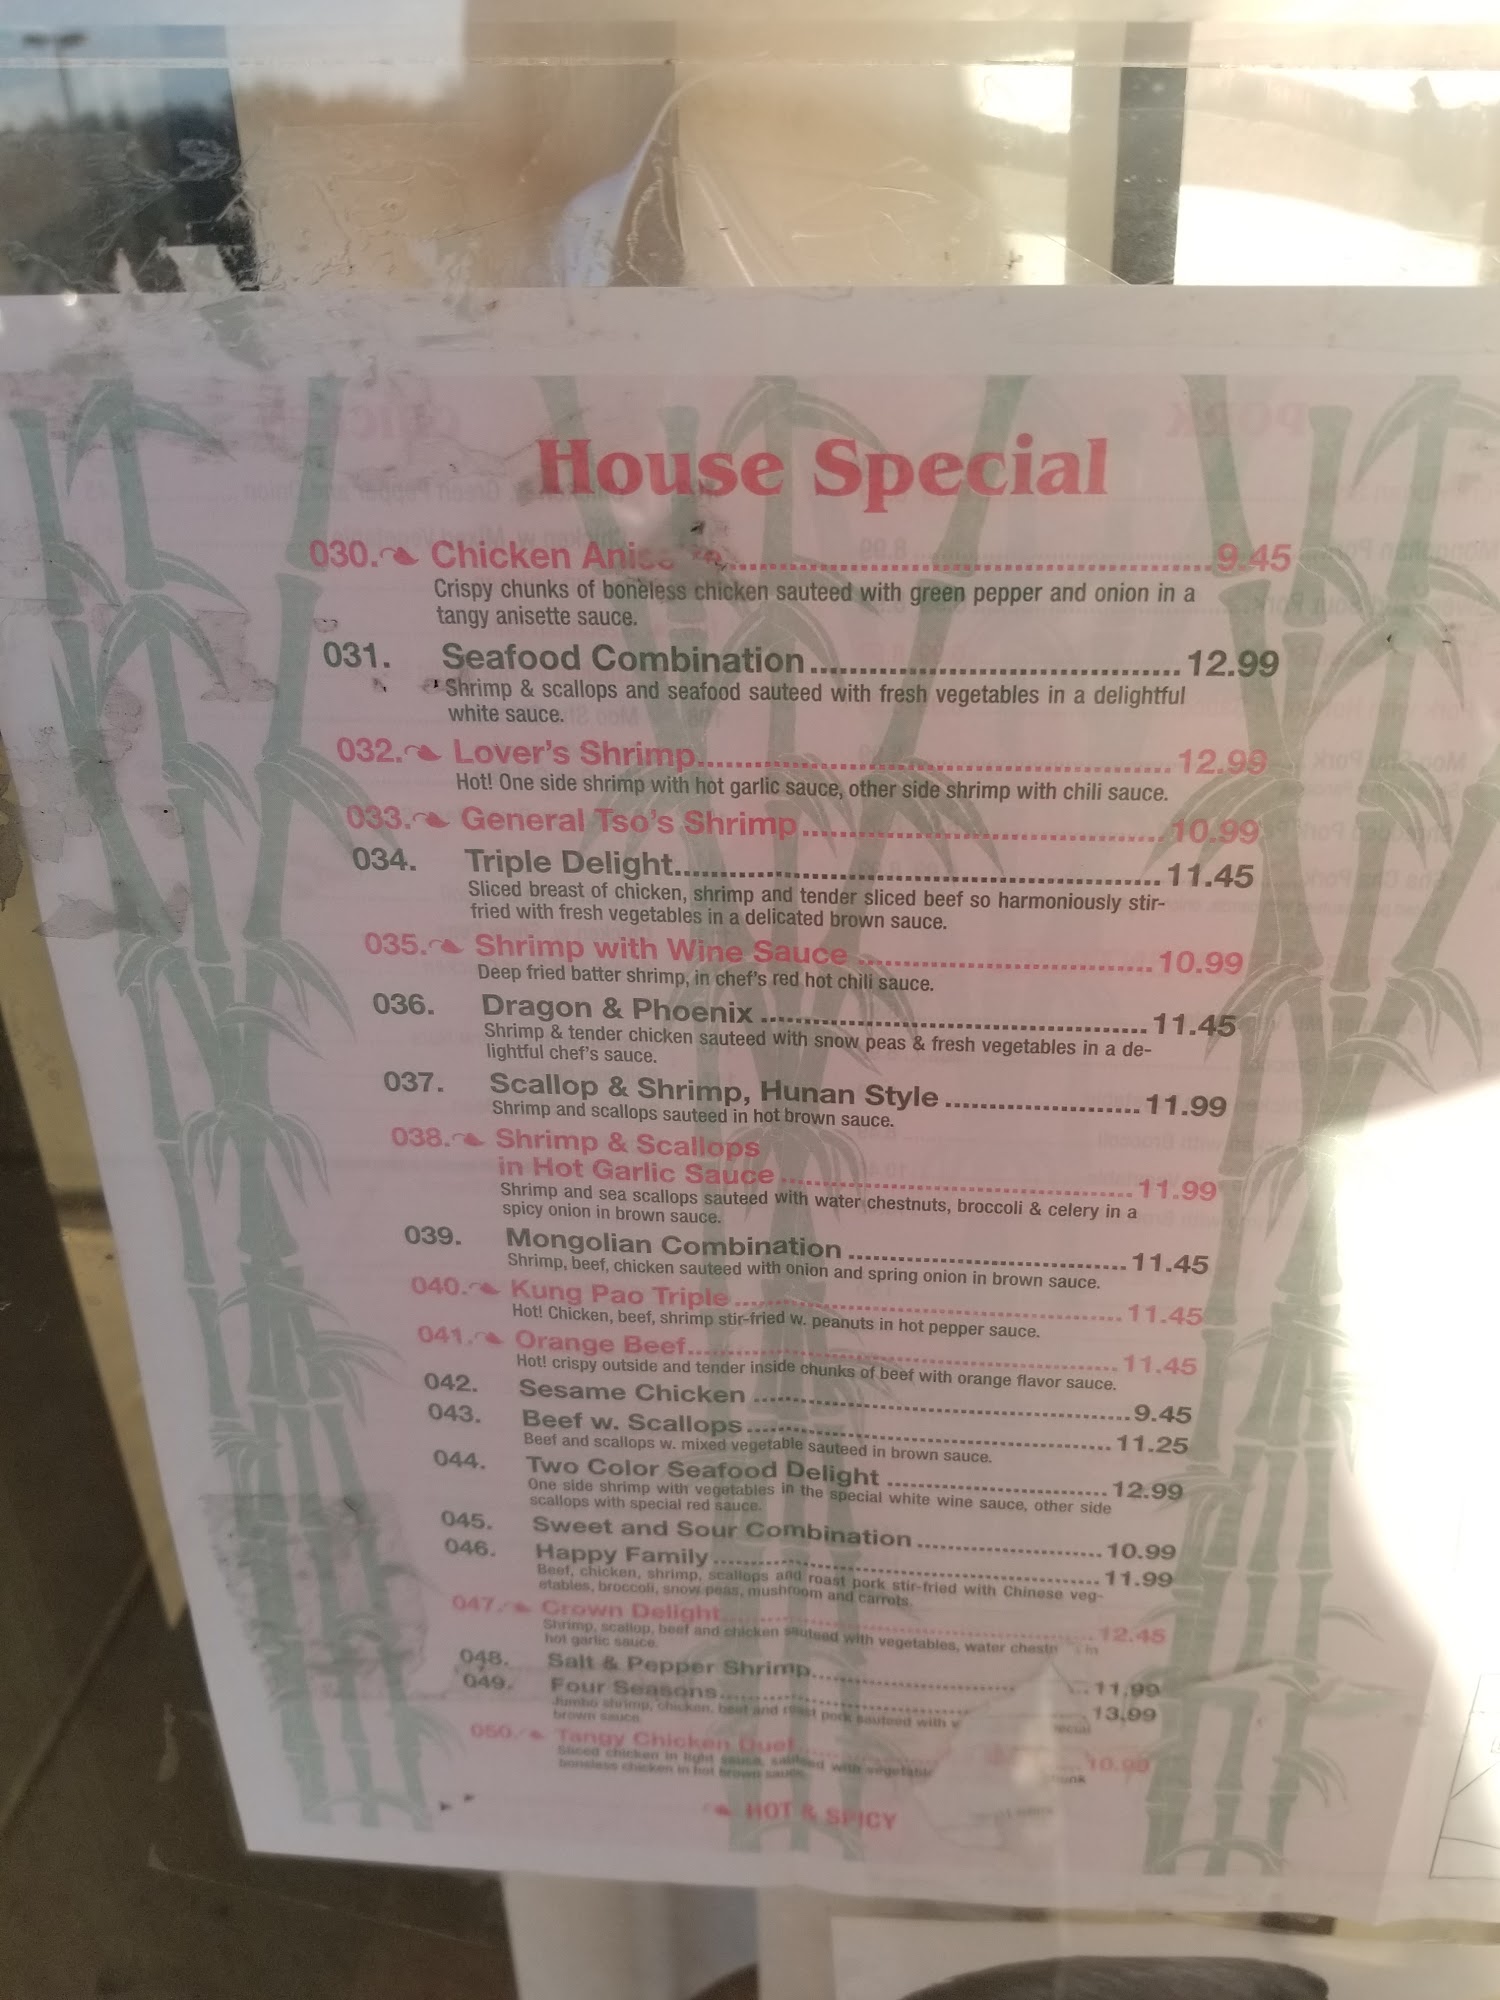 House Special
030. Chicken Anise 9.45
Crispy chunks of boneless chicken sauteed with green pepper and onion in a
tangy anisette sauce.
031. Seafood Combination 12.99
Shrimp & scallops and seafood sauteed with fresh vegetables in a delightful
white sauce.
032. Lover's Shrimp 12.99
Hot! One side shrimp with hot garlic sauce, other side shrimp with chili sauce.
033. General Tso's Shrimp 10.99
034. Triple Delight 11.45
Sliced breast of chicken, shrimp and tender sliced beef so harmoniously stir-
fried with fresh vegetables in a delicated brown sauce.
035. Shrimp with Wine Sauce 10.99
Deep fried batter shrimp, in chef's red hot chili sauce.
036. Dragon & Phoenix 11.45
Shrimp & tender chicken sauteed with snow peas & fresh vegetables in a de-
lightful chef's sauce.
037. Scallop & Shrimp, Hunan Style 11.99
Shrimp and scallops sauteed in hot brown sauce.
038. Shrimp & Scallops
in Hot Garlic Sauce 11.99
Shrimp and sea scallops sauteed with water chestnuts, broccoli & celery in a
spicy onion in brown sauce.
039. Mongolian Combination 11.45
Shrimp, beef, chicken sauteed with onion and spring onion in brown sauce.
040. Kung Pao Triple 11.45
Hot! Chicken, beef, shrimp stir-fried w. peanuts in hot pepper sauce.
041. Orange Beef 11.45
Hot! crispy outside and tender inside chunks of beef with orange flavor sauce.
042. Sesame Chicken 9.45
043. Beef w. Scallops 11.25
Beef and scallops w. mixed vegetable sauteed in brown sauce.
044. Two Color Seafood Delight 12.99
One side shrimp with vegetables in the special white wine sauce, other side
scallops with special red sauce.
045. Sweet and Sour Combination 10.99
046. Happy Family 11.99
Beef, chicken, shrimp, scallops and roast pork stir-fried with Chinese veg-
etables, broccoli, snow peas, mushroom and carrots.
047. Crown Delight 12.45
Shrimp, scallop, beef and chicken sauteed with vegetables, water in
hot garlic sauce.
048. Salt & Pepper Shrimp 11.99
049. Four Seasons 13.99
Jumbo shrimp, chicken, beef and roast pork sauteed with
brown sauce.
050. Tangy Chicken Duet 10.99
Sliced chicken in light sauce, sauteed with
boneless chicken in hot brown sauce.
HOT & SPICY